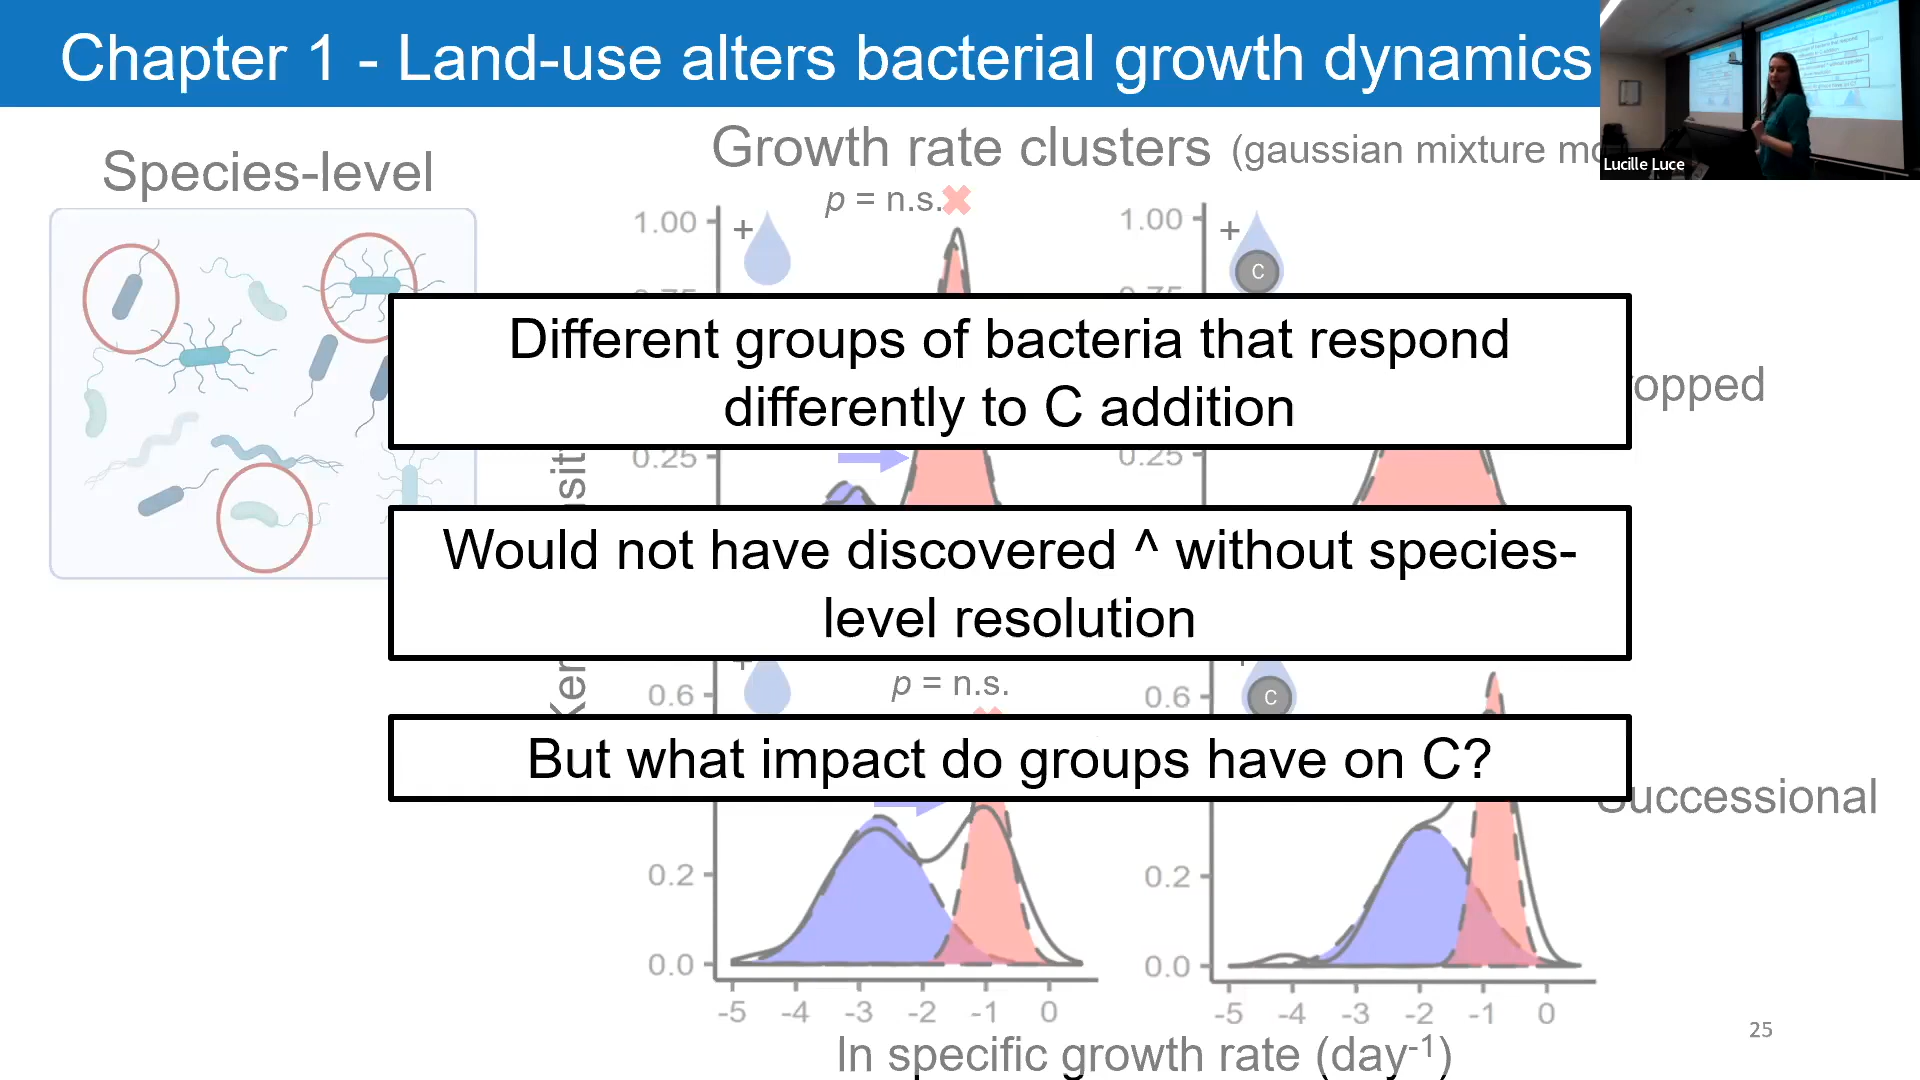 Chapter 1 - Land-use alters bacterial growth dynamics
Lucille Luce
Species-level
Growth rate clusters (gaussian mixture
p = n.s.
1.00
+
1.00
+
C
Different groups of bacteria that respond
differently to C addition
0.25
0.25
Would not have discovered ^ without species-
level resolution
p = n.s.
0.6
0.6
C
But what impact do groups have on C?
0.2
0.2
0.0
0.0
-5 -4 -3 -2 -1 0
-5 -4 -3 -2 -1 0
ln specific growth rate (day-1)
25